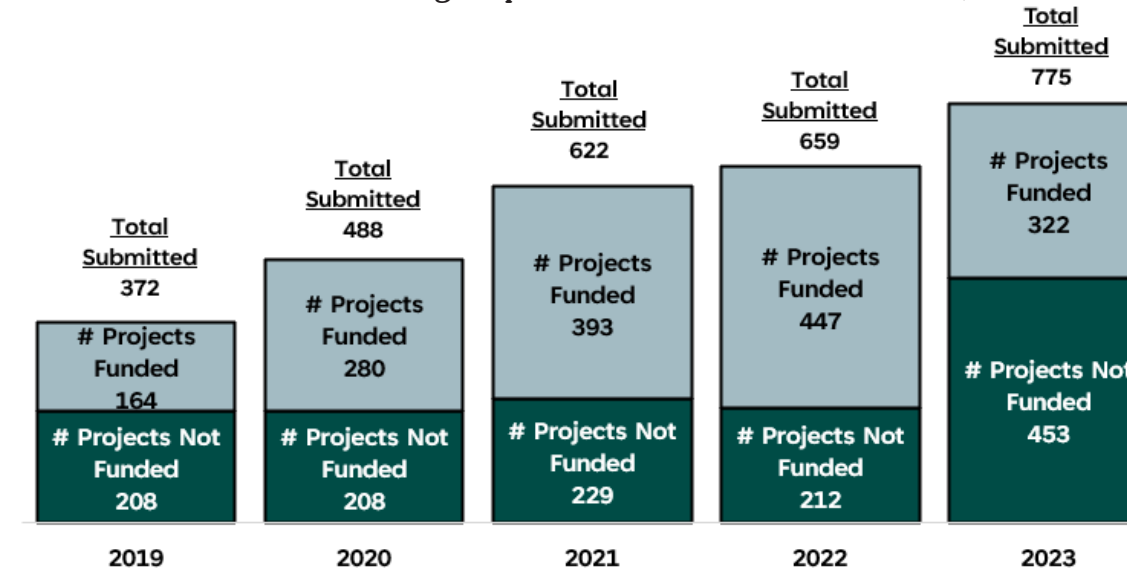 Total
Submitted
372
# Projects
Funded
164
# Projects Not
Funded
208
2019
Total
Submitted
488
# Projects
Funded
280
# Projects Not
Funded
208
2020
Total
Submitted
622
# Projects
Funded
393
# Projects Not
Funded
229
2021
Total
Submitted
659
# Projects
Funded
447
# Projects Not
Funded
212
2022
Total
Submitted
775
# Projects
Funded
322
# Projects Not
Funded
453
2023